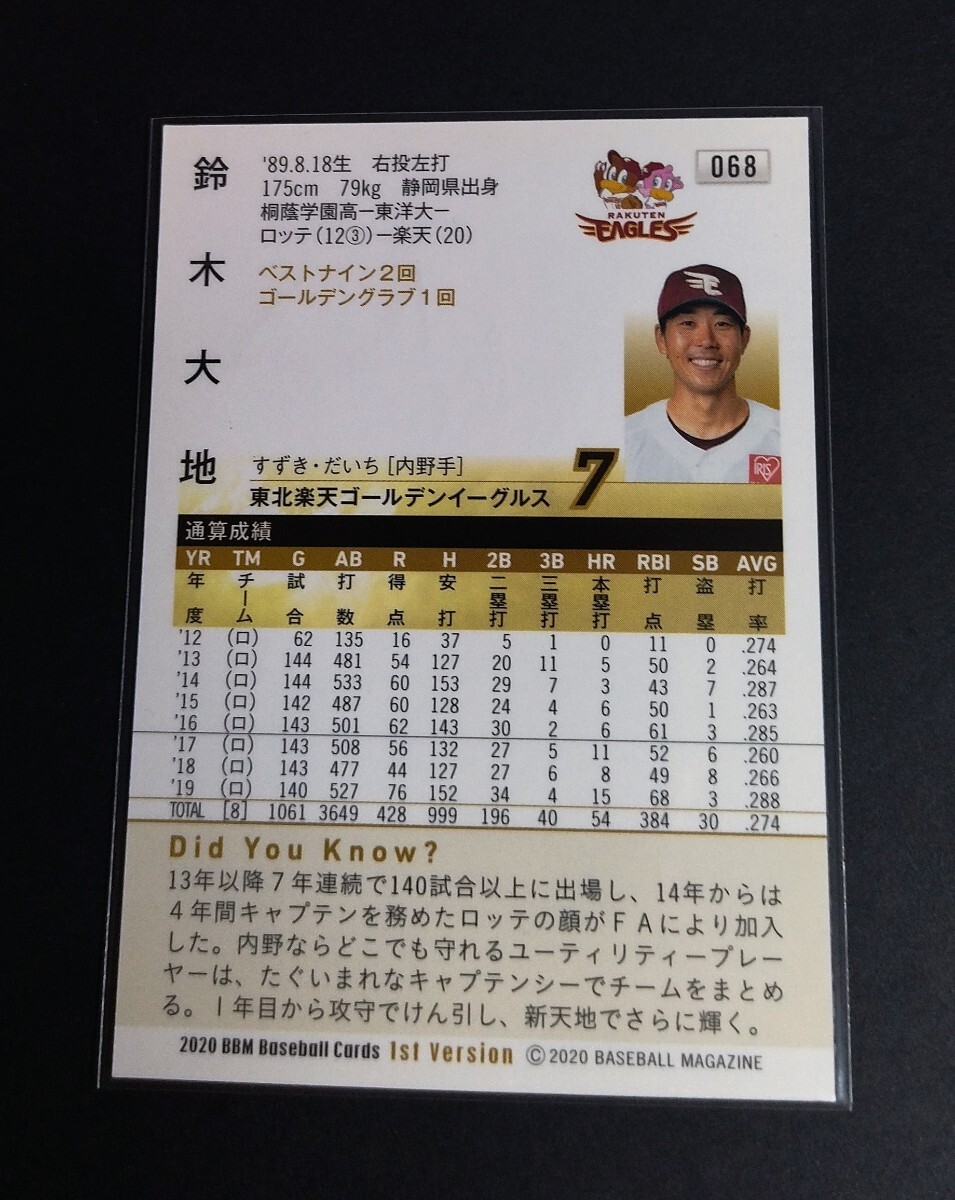 鈴木大地
'89.8.18生 右投左打
175cm 79kg 静岡県出身
桐蔭学園高ー東洋大ー
ロッテ(12③)ー楽天(20)
ベストナイン2回
ゴールデングラブ1回
RAKUTEN
EAGLES
068
IRIS
すずき・だいち [内野手]
東北楽天ゴールデンイーグルス
7
通算成績
YR TM G AB R H 2B 3B HR RBI SB AVG
年度 チーム 試合 打数 得点 安打 二塁打 三塁打 本塁打 打点 盗塁 打率
'12 (ロ) 62 135 16 37 5 1 0 11 0 .274
'13 (ロ) 144 481 54 127 20 11 5 50 2 .264
'14 (ロ) 144 533 60 153 29 7 3 43 7 .287
'15 (ロ) 142 487 60 128 24 4 6 50 1 .263
'16 (ロ) 143 501 62 143 30 2 6 61 3 .285
'17 (ロ) 143 508 56 132 27 5 11 52 6 .260
'18 (ロ) 143 477 44 127 27 6 8 49 8 .266
'19 (ロ) 140 527 76 152 34 4 15 68 3 .288
TOTAL [8] 1061 3649 428 999 196 40 54 384 30 .274
Did You Know?
13年以降7年連続で140試合以上に出場し、14年からは
4年間キャプテンを務めたロッテの顔がFAにより加入
した。内野ならどこでも守れるユーティリティープレー
ヤーは、たぐいまれなキャプテンシーでチームをまとめ
る。1年目から攻守でけん引し、新天地でさらに輝く。
2020 BBM Baseball Cards 1st Version ©2020 BASEBALL MAGAZINE